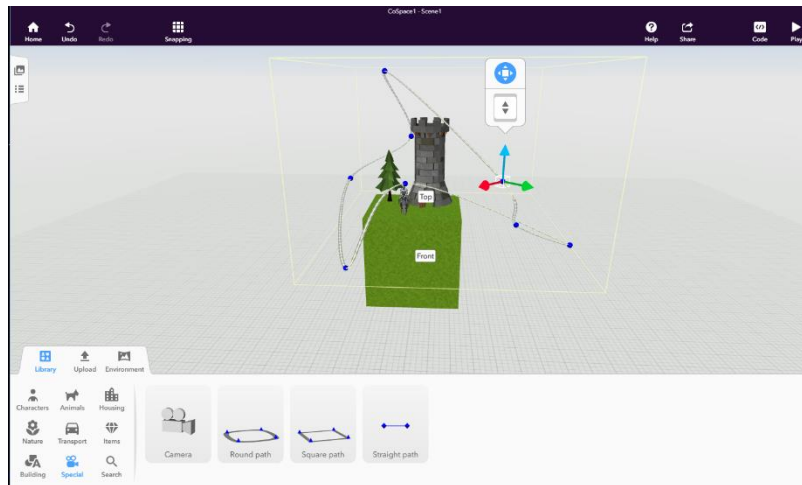 CoSpace1 - Scene1
Home Undo Redo Snapping Help Share Code Play
Top
Front
Library Upload Environment
Characters Animals Housing
Nature Transport Items
Building Special Search
Camera Round path Square path Straight path